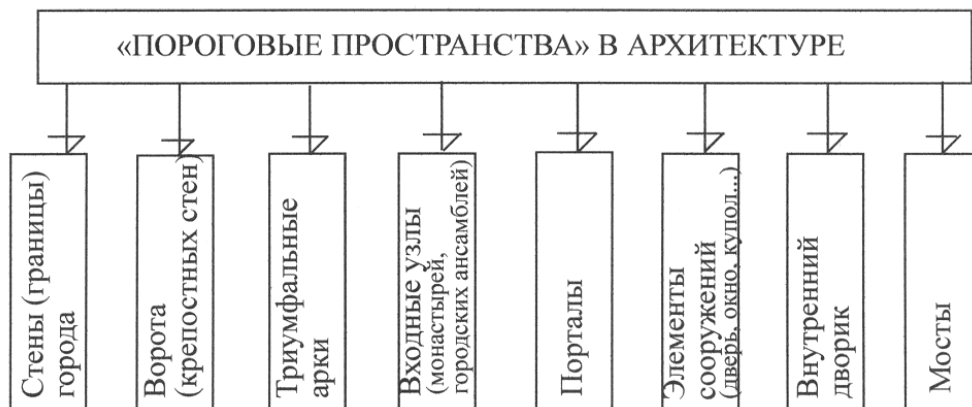 «ПОРОГОВЫЕ ПРОСТРАНСТВА» В АРХИТЕКТУРЕ
Стены (границы)
города
Ворота
(крепостных стен)
Триумфальные
арки
Входные узлы
(монастырей,
городских ансамблей)
Порталы
Элементы
сооружений
(дверь, окно, купол...)
Внутренний
дворик
Мосты